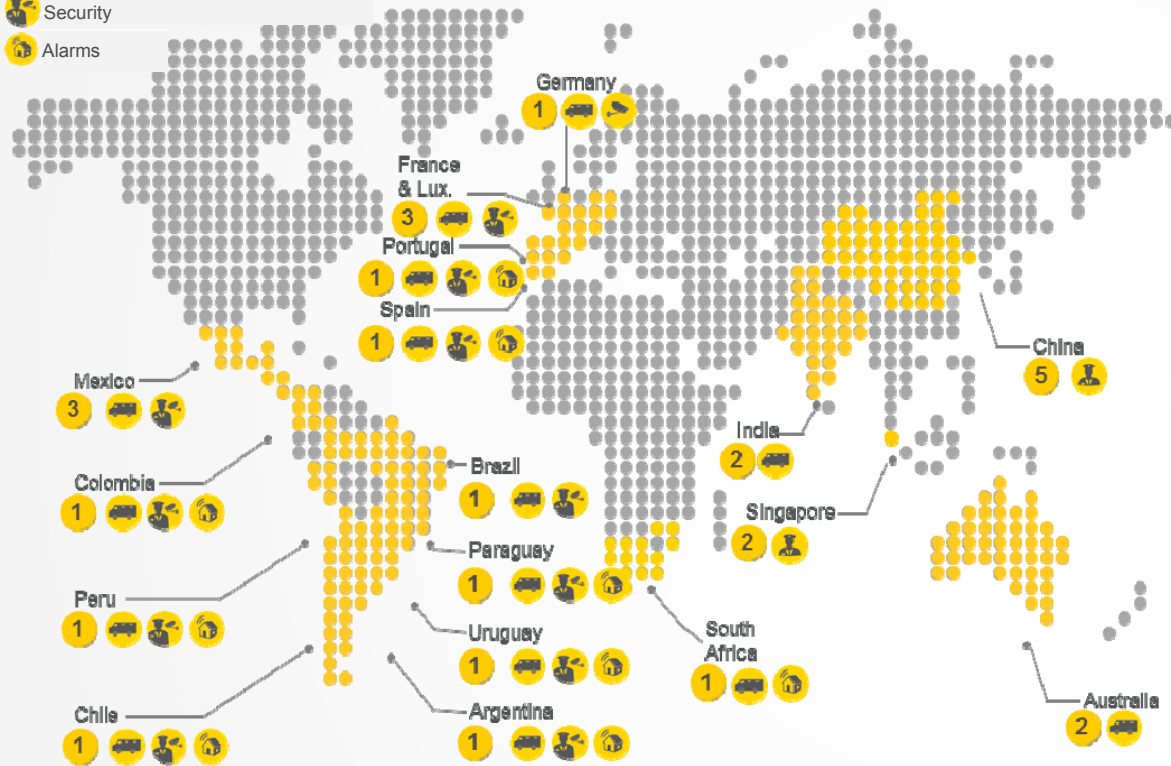 Security
Alarms
Germany
1
France
& Lux.
3
Portugal
1
Spain
1
China
5
Mexico
3
India
2
Brazil
1
Colombia
1
Singapore
2
Paraguay
1
Peru
1
Uruguay
1
South
Africa
1
Chile
1
Argentina
1
Australia
2